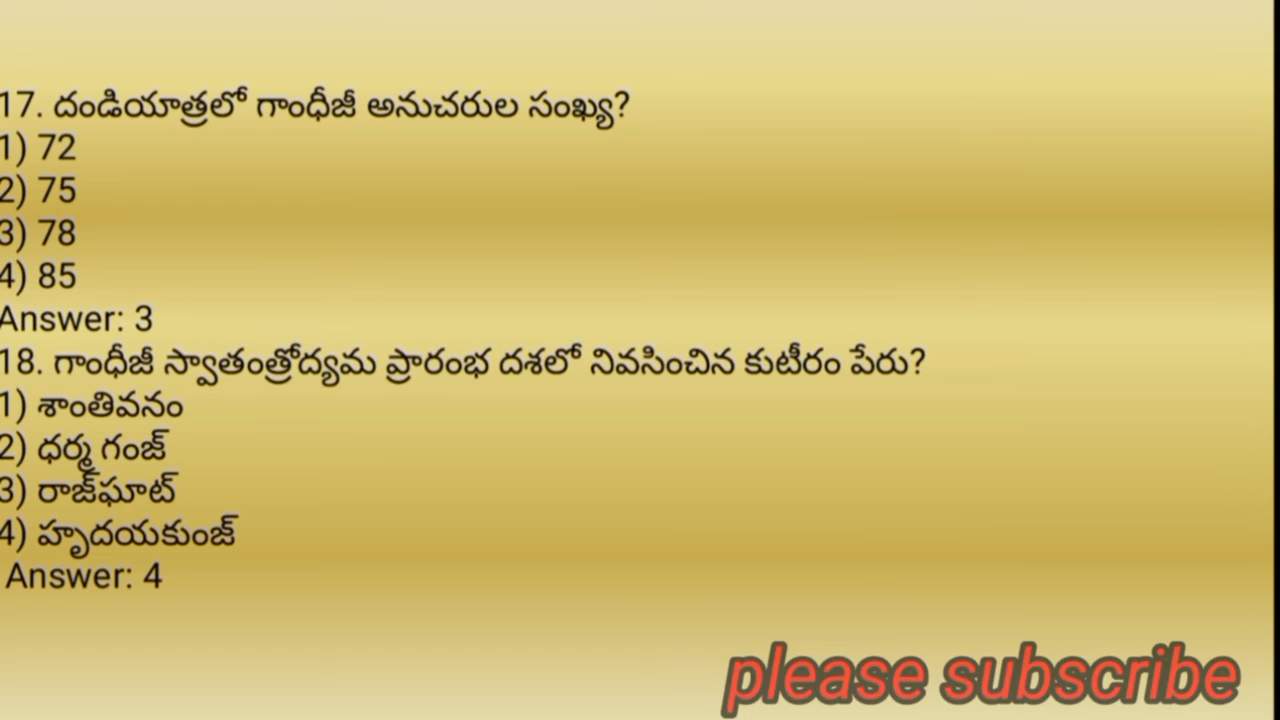 17. దండియాత్రలో గాంధీజీ అనుచరుల సంఖ్య?
1) 72
2) 75
3) 78
4) 85
Answer: 3
18. గాంధీజీ స్వాతంత్రోద్యమ ప్రారంభ దశలో నివసించిన కుటీరం పేరు?
1) శాంతివనం
2) ధర్మ గంజ్
3) రాజ్‌ఘాట్
4) హృదయకుంజ్
Answer: 4
please subscribe